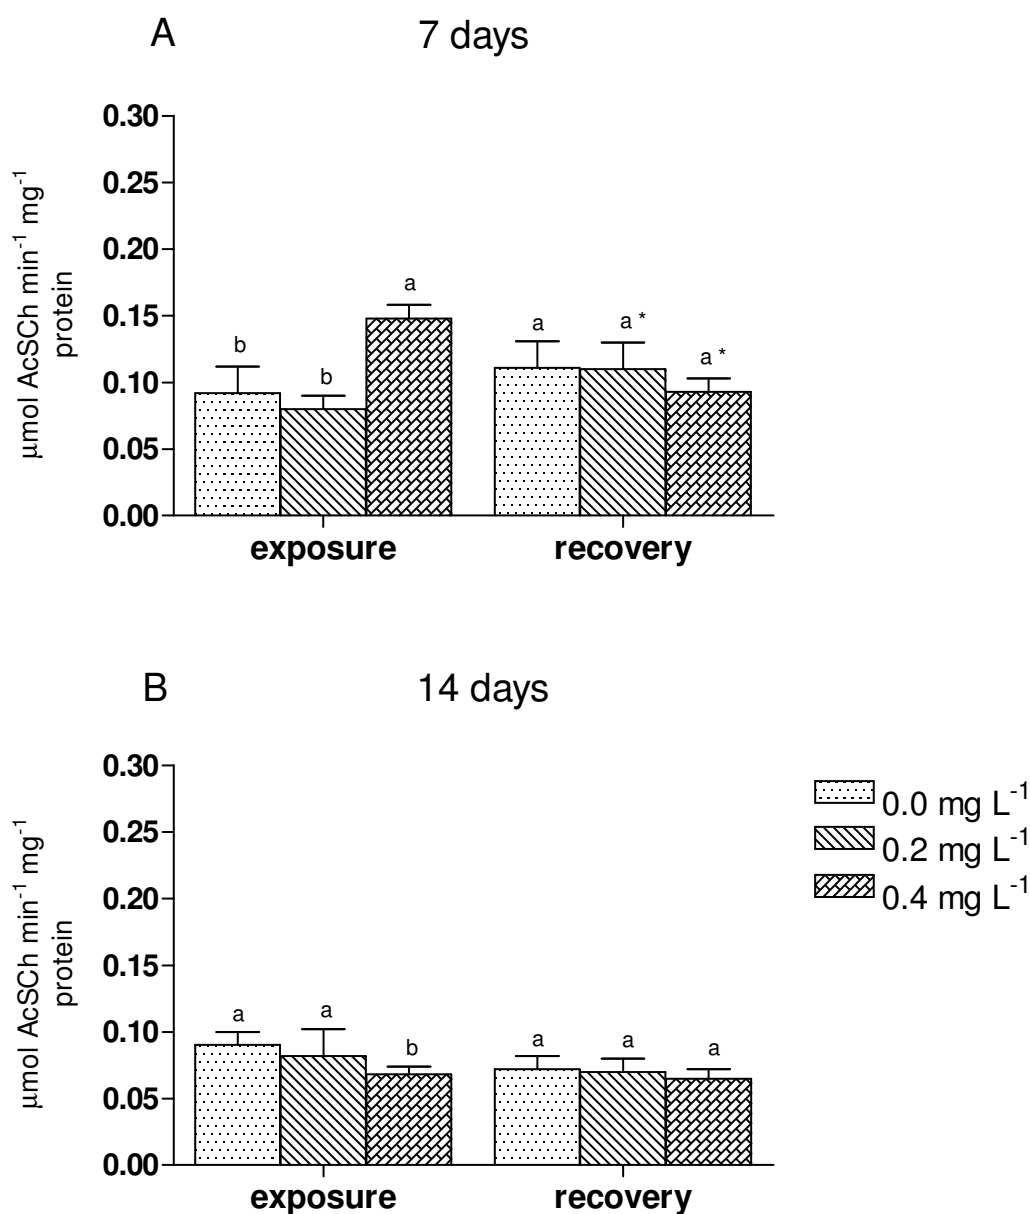 A
7 days
µmol AcSCh min⁻¹ mg⁻¹
protein
0.30
0.25
0.20
0.15
0.10
0.05
0.00
b
b
a
a
a *
a *
exposure
recovery
B
14 days
µmol AcSCh min⁻¹ mg⁻¹
protein
0.30
0.25
0.20
0.15
0.10
0.05
0.00
a
a
b
a
a
a
exposure
recovery
0.0 mg L⁻¹
0.2 mg L⁻¹
0.4 mg L⁻¹